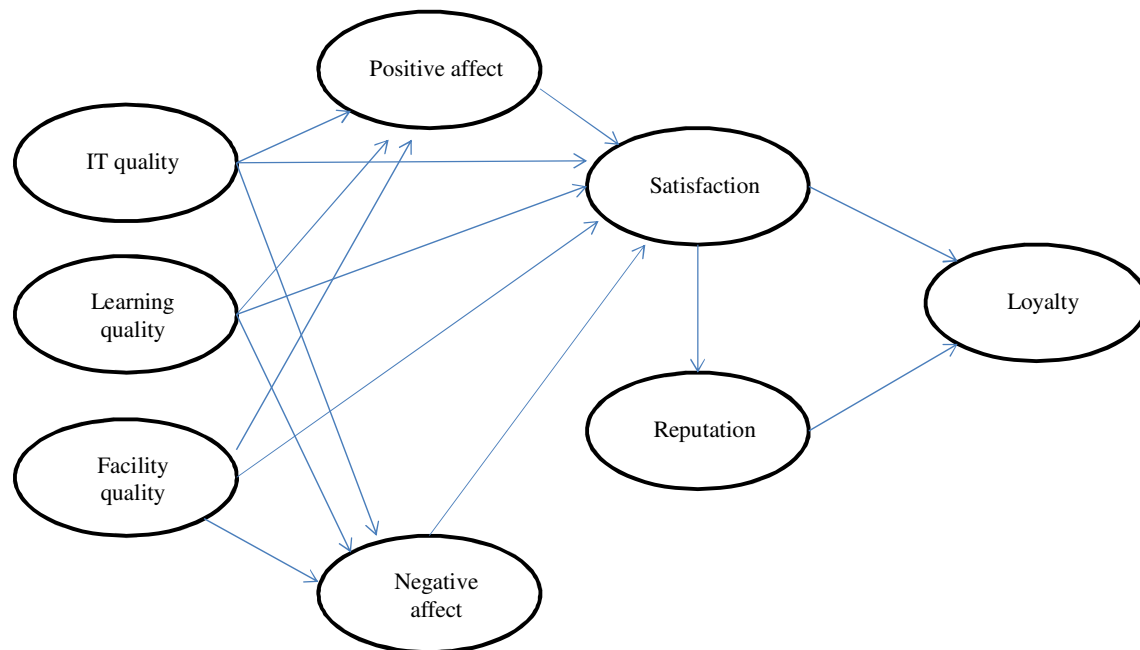 Positive affect
IT quality
Satisfaction
Learning
quality
Loyalty
Reputation
Facility
quality
Negative
affect